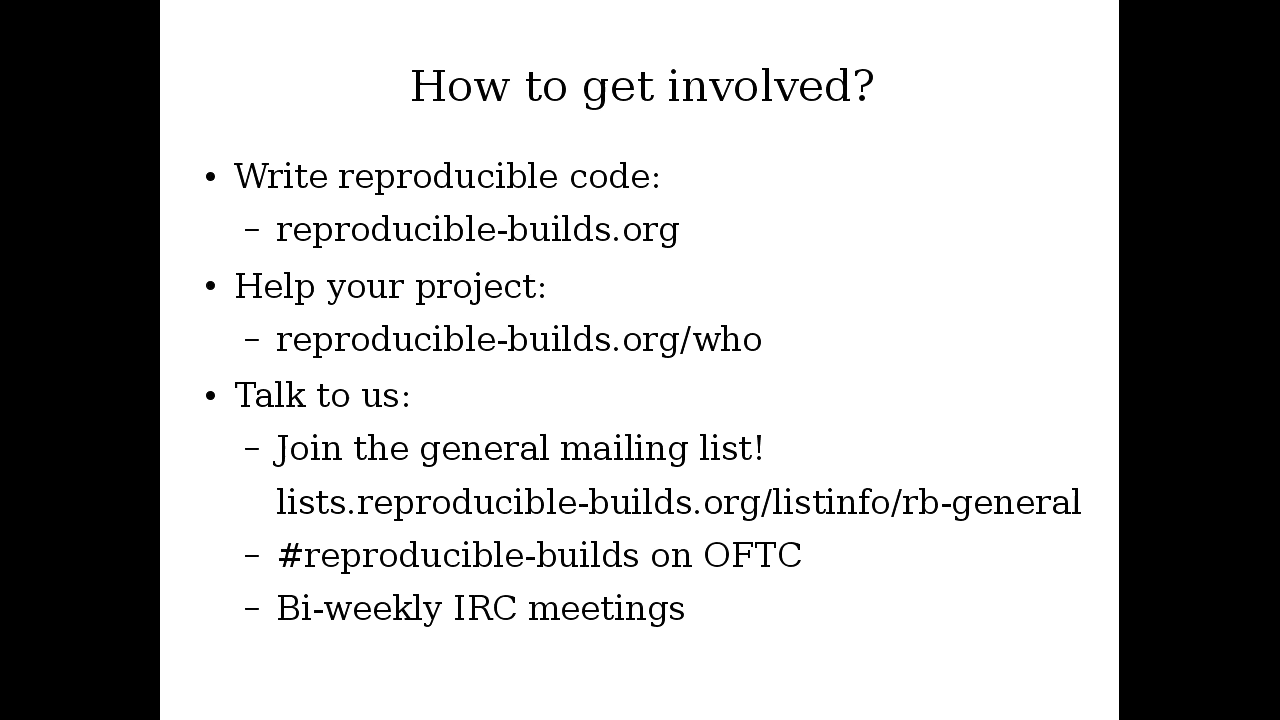 How to get involved?
• Write reproducible code:
– reproducible-builds.org
• Help your project:
– reproducible-builds.org/who
• Talk to us:
– Join the general mailing list!
lists.reproducible-builds.org/listinfo/rb-general
– #reproducible-builds on OFTC
– Bi-weekly IRC meetings